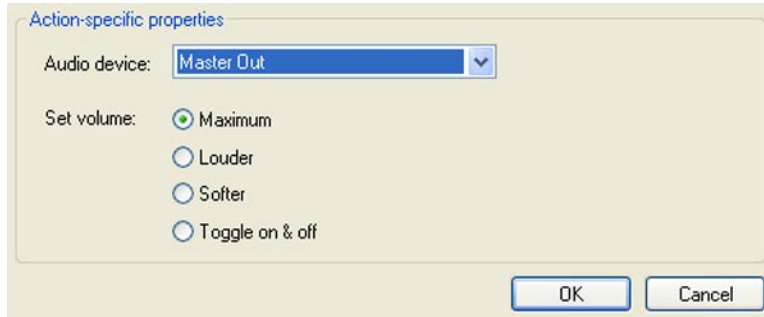 Action-specific properties
Audio device: Master Out
Set volume: Maximum
Louder
Softer
Toggle on & off
OK Cancel